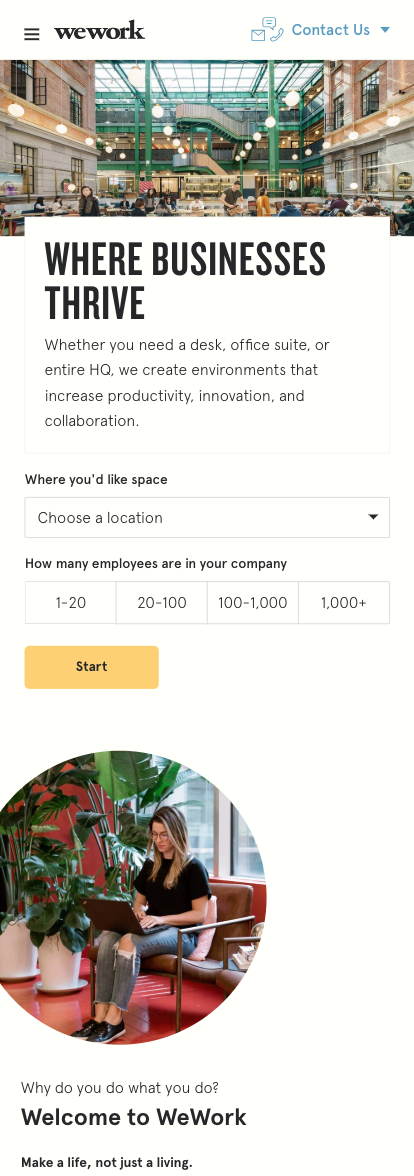 wework
Contact Us
WHERE BUSINESSES
THRIVE
Whether you need a desk, office suite, or
entire HQ, we create environments that
increase productivity, innovation, and
collaboration.
Where you'd like space
Choose a location
How many employees are in your company
1-20 20-100 100-1,000 1,000+
Start
Why do you do what you do?
Welcome to WeWork
Make a life, not just a living.